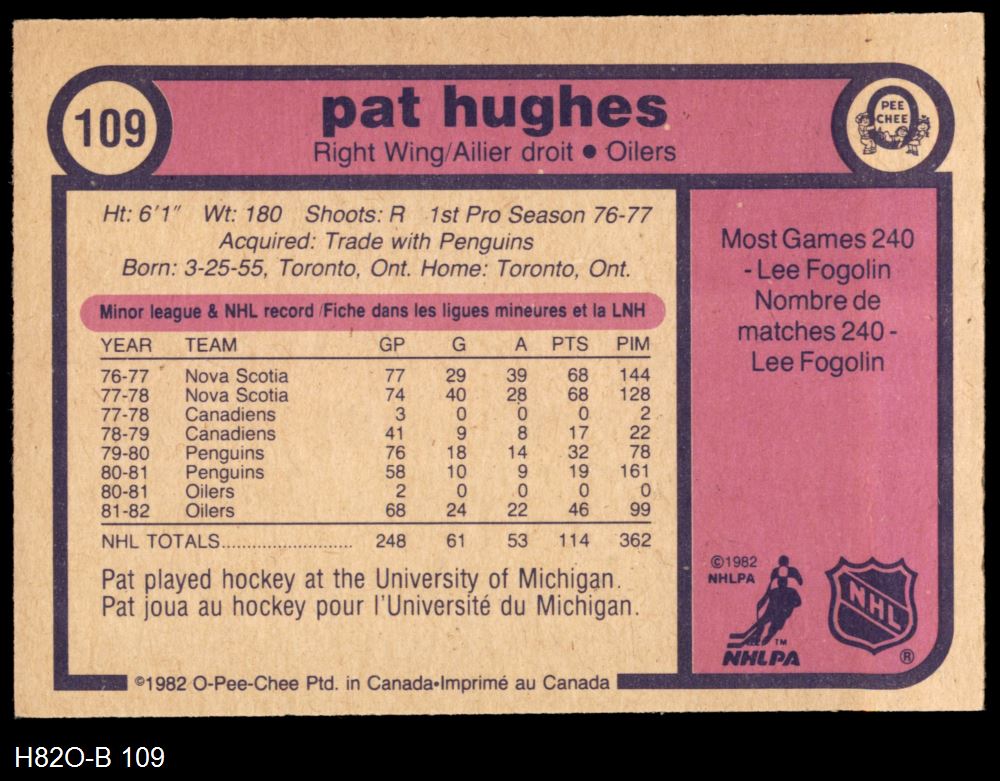 109
pat hughes
Right Wing/Ailier droit ● Oilers
O
PEE
CHEE
Ht: 6'1" Wt: 180 Shoots: R 1st Pro Season 76-77
Acquired: Trade with Penguins
Born: 3-25-55, Toronto, Ont. Home: Toronto, Ont.
Minor league & NHL record/Fiche dans les ligues mineures et la LNH
YEAR TEAM GP G A PTS PIM
76-77 Nova Scotia 77 29 39 68 144
77-78 Nova Scotia 74 40 28 68 128
77-78 Canadiens 3 0 0 0 2
78-79 Canadiens 41 9 8 17 22
79-80 Penguins 76 18 14 32 78
80-81 Penguins 58 10 9 19 161
80-81 Oilers 2 0 0 0 0
81-82 Oilers 68 24 22 46 99
NHL TOTALS........................... 248 61 53 114 362
Pat played hockey at the University of Michigan.
Pat joua au hockey pour l'Université du Michigan.
©1982 O-Pee-Chee Ptd. in Canada•Imprimé au Canada
Most Games 240
- Lee Fogolin
Nombre de
matches 240 -
Lee Fogolin
©1982
NHLPA
TM
NHLPA
NHL
®
H82O-B 109